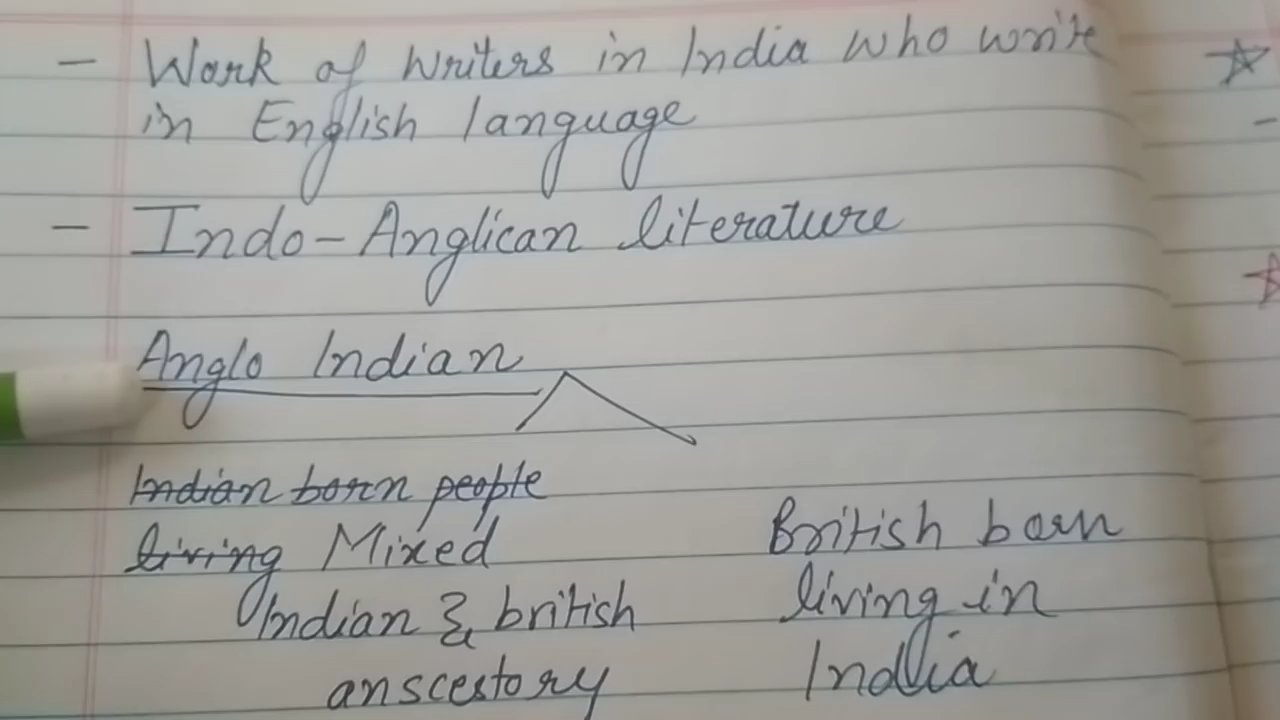 - Work of writers in India who write
in English language
- Indo-Anglican literature
Anglo Indian
Indian born people
living Mixed
Indian & british
anscestory
British born
living in
India